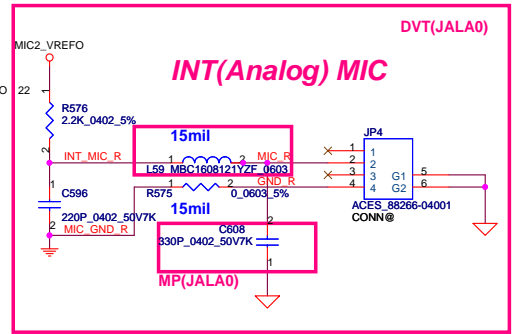 DVT(JALA0)
MIC2_VREFO
INT(Analog) MIC
O 22 1
R576
2.2K_0402_5%
2
15mil
JP4
INT_MIC_R 1 2 MIC_R
L59 MBC1608121YZF_0603
1 1
2 2
3 3
4 4
G1 5
G2 6
1
C596
R575 1 2 GND_R
0_0603_5%
220P_0402_50V7K
15mil
ACES_88266-04001
CONN@
2 MIC_GND_R
2
C608
330P_0402_50V7K
1
MP(JALA0)